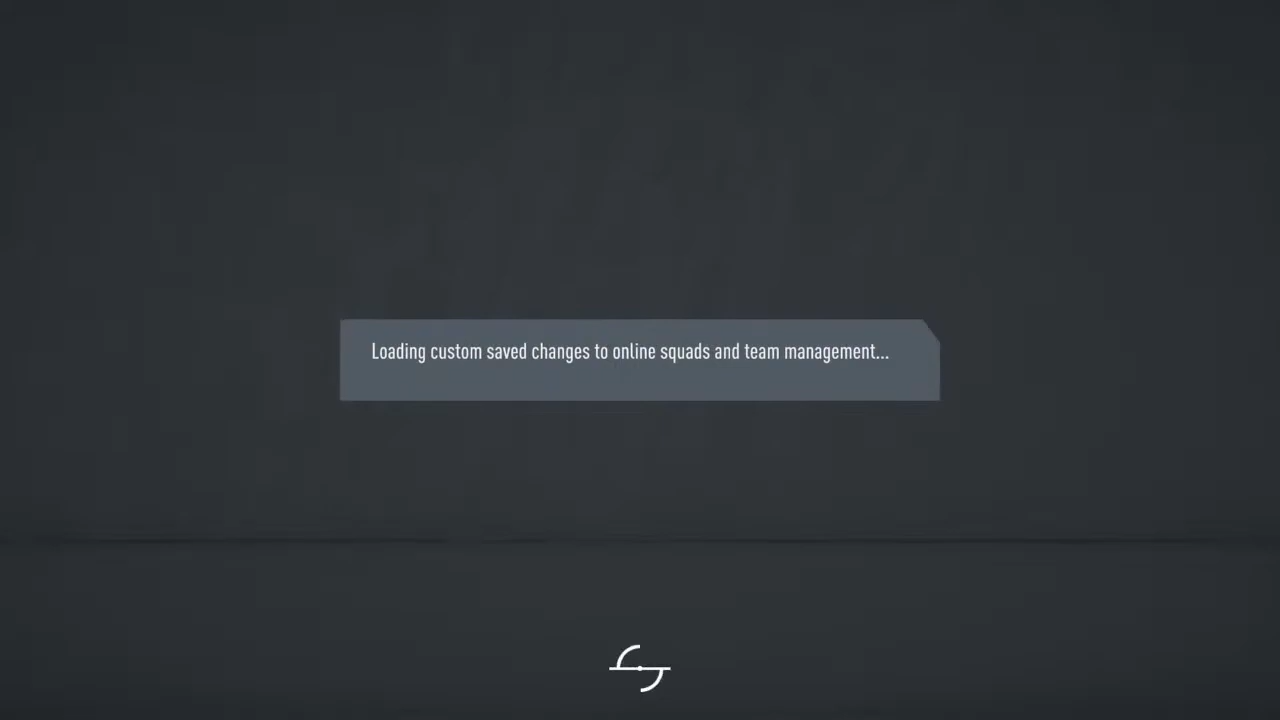 Loading custom saved changes to online squads and team management...